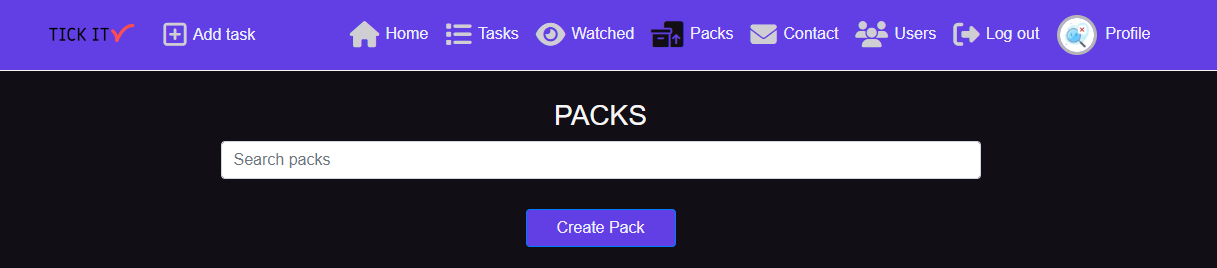 TICK IT Add task Home Tasks Watched Packs Contact Users Log out Profile
PACKS
Search packs
Create Pack